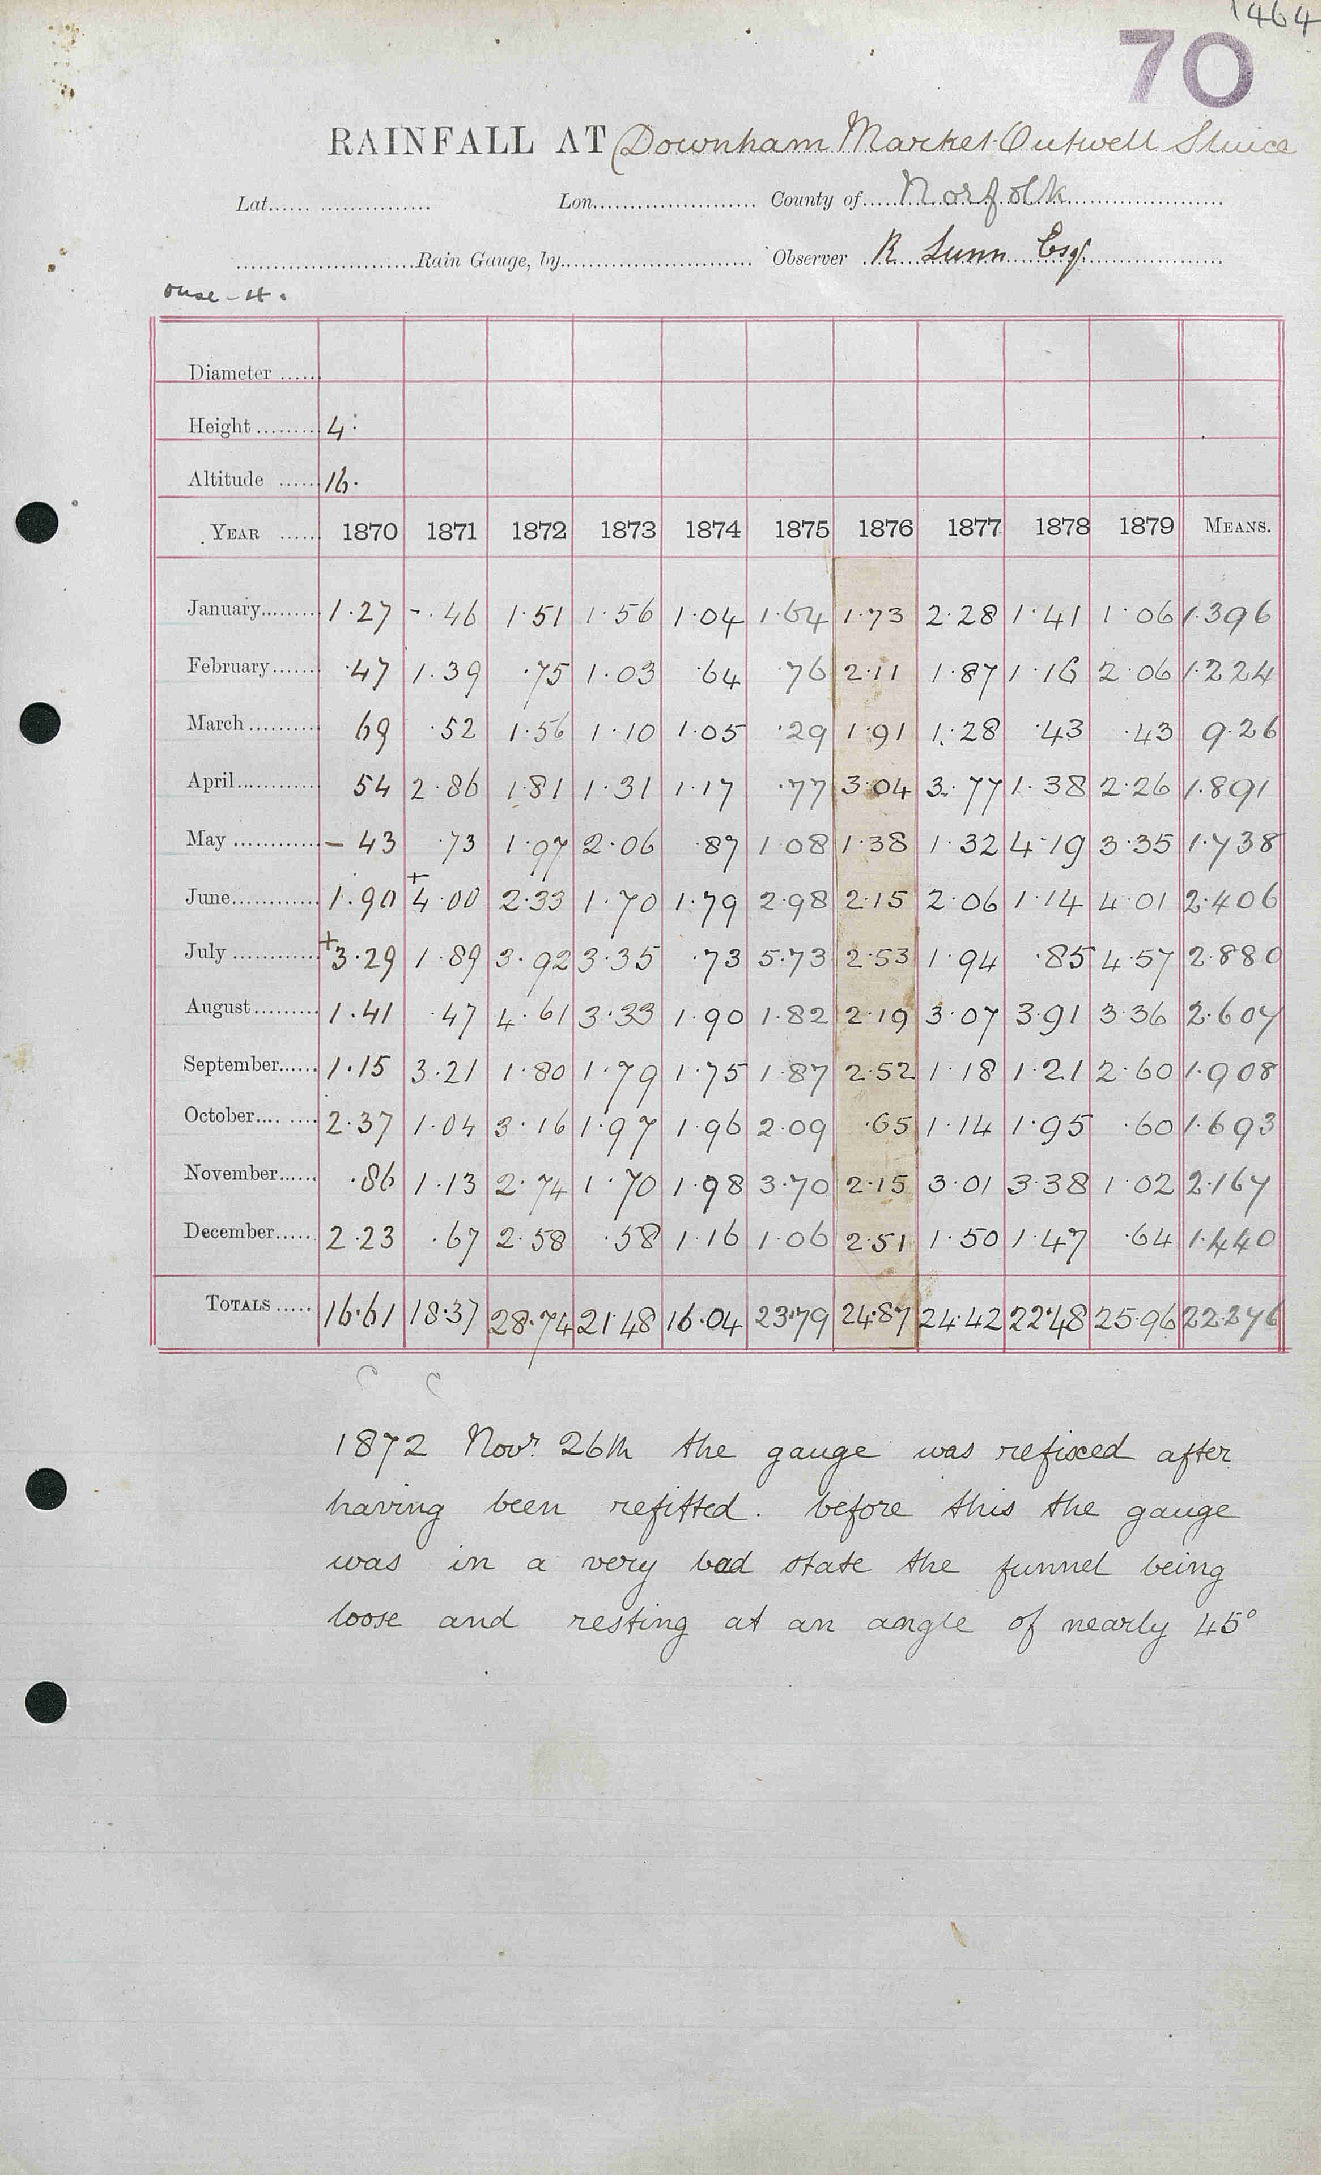 1464
70
RAINFALL AT Downham Market Outwell Sluice
Lat. Lon. County of Norfolk
Rain Gauge, by Observer R Lunn Esq.
Ouse - H.
Diameter
Height 4.
Altitude 16.
YEAR 1870 1871 1872 1873 1874 1875 1876 1877 1878 1879 MEANS.
January 1.27 -.46 1.51 1.56 1.04 1.64 1.73 2.28 1.41 1.06 1.396
February .47 1.39 .75 1.03 .64 76 2.11 1.87 1.16 2.06 1.224
March 69 .52 1.56 1.10 1.05 .29 1.91 1.28 .43 .43 926
April 54 2.86 1.81 1.31 1.17 .77 3.04 3.77 1.38 2.26 1.891
May - 43 .73 1.97 2.06 .87 1.08 1.38 1.32 4.19 3.35 1.738
June 1.90 +4.00 2.33 1.70 1.79 2.98 2.15 2.06 1.14 4.01 2.406
July +3.29 1.89 3.92 3.35 .73 5.73 2.53 1.94 .85 4.57 2.880
August 1.41 .47 4.61 3.33 1.90 1.82 2.19 3.07 3.91 3.36 2.607
September 1.15 3.21 1.80 1.79 1.75 1.87 2.52 1.18 1.21 2.60 1.908
October 2.37 1.04 3.16 1.97 1.96 2.09 .65 1.14 1.95 .60 1.693
November .86 1.13 2.74 1.70 1.98 3.70 2.15 3.01 3.38 1.02 2.167
December 2.23 .67 2.58 .58 1.16 1.06 2.51 1.50 1.47 .64 1.440
TOTALS 16.61 18.37 28.74 21.48 16.04 23.79 24.87 24.42 22.48 25.96 22.276
C C
1872 Novr. 26th the gauge was refixed after
having been refitted. before this the gauge
was in a very bad state the funnel being
loose and resting at an angle of nearly 45°